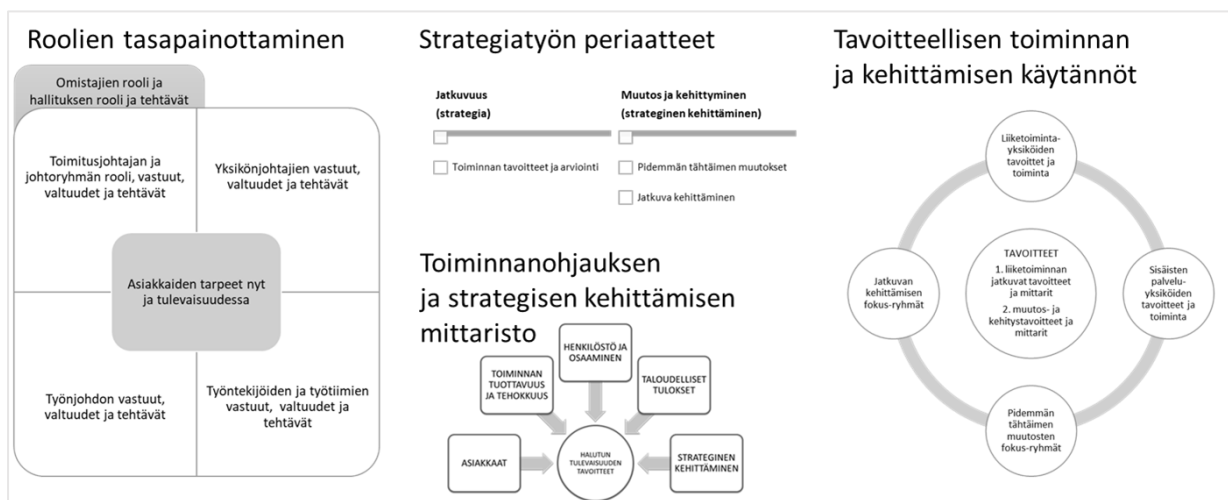 Roolien tasapainottaminen
Omistajien rooli ja
hallituksen rooli ja tehtävät
Toimitusjohtajan ja
johtoryhmän rooli, vastuut,
valtuudet ja tehtävät
Yksikönjohtajien vastuut,
valtuudet ja tehtävät
Asiakkaiden tarpeet nyt
ja tulevaisuudessa
Työnjohdon vastuut,
valtuudet ja tehtävät
Työntekijöiden ja työtiimien
vastuut, valtuudet ja
tehtävät
Strategiatyön periaatteet
Jatkuvuus
(strategia)
Toiminnan tavoitteet ja arviointi
Muutos ja kehittyminen
(strateginen kehittäminen)
Pidemmän tähtäimen muutokset
Jatkuva kehittäminen
Toiminnanohjauksen
ja strategisen kehittämisen
mittaristo
ASIAKKAAT
TOIMINNAN
TUOTTAVUUS
JA TEHOKKUUS
HENKILÖSTÖ JA
OSAAMINEN
TALOUDELLISET
TULOKSET
STRATEGINEN
KEHITTÄMINEN
HALUTUN
TULEVAISUUDEN
TAVOITTEET
Tavoitteellisen toiminnan
ja kehittämisen käytännöt
Liiketoiminta-
yksiköiden
tavoittet ja
toiminta
Sisäisten
palvelu-
yksiköiden
tavoitteet ja
toiminta
Pidemmän
tähtäimen
muutosten
fokus-ryhmät
Jatkuvan
kehittämisen
fokus-ryhmät
TAVOITTEET
1. liiketoiminnan
jatkuvat tavoitteet
ja mittarit
2. muutos- ja
kehitystavoitteet ja
mittarit